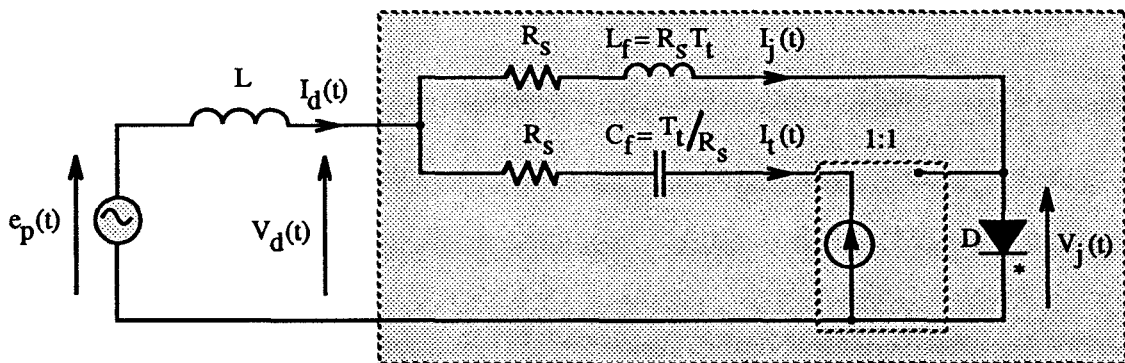 R_s
L_f = R_s T_t
I_j(t)
L
I_d(t)
R_s
C_f = T_t/R_s
I_t(t)
1:1
e_p(t)
V_d(t)
D
*
V_j(t)